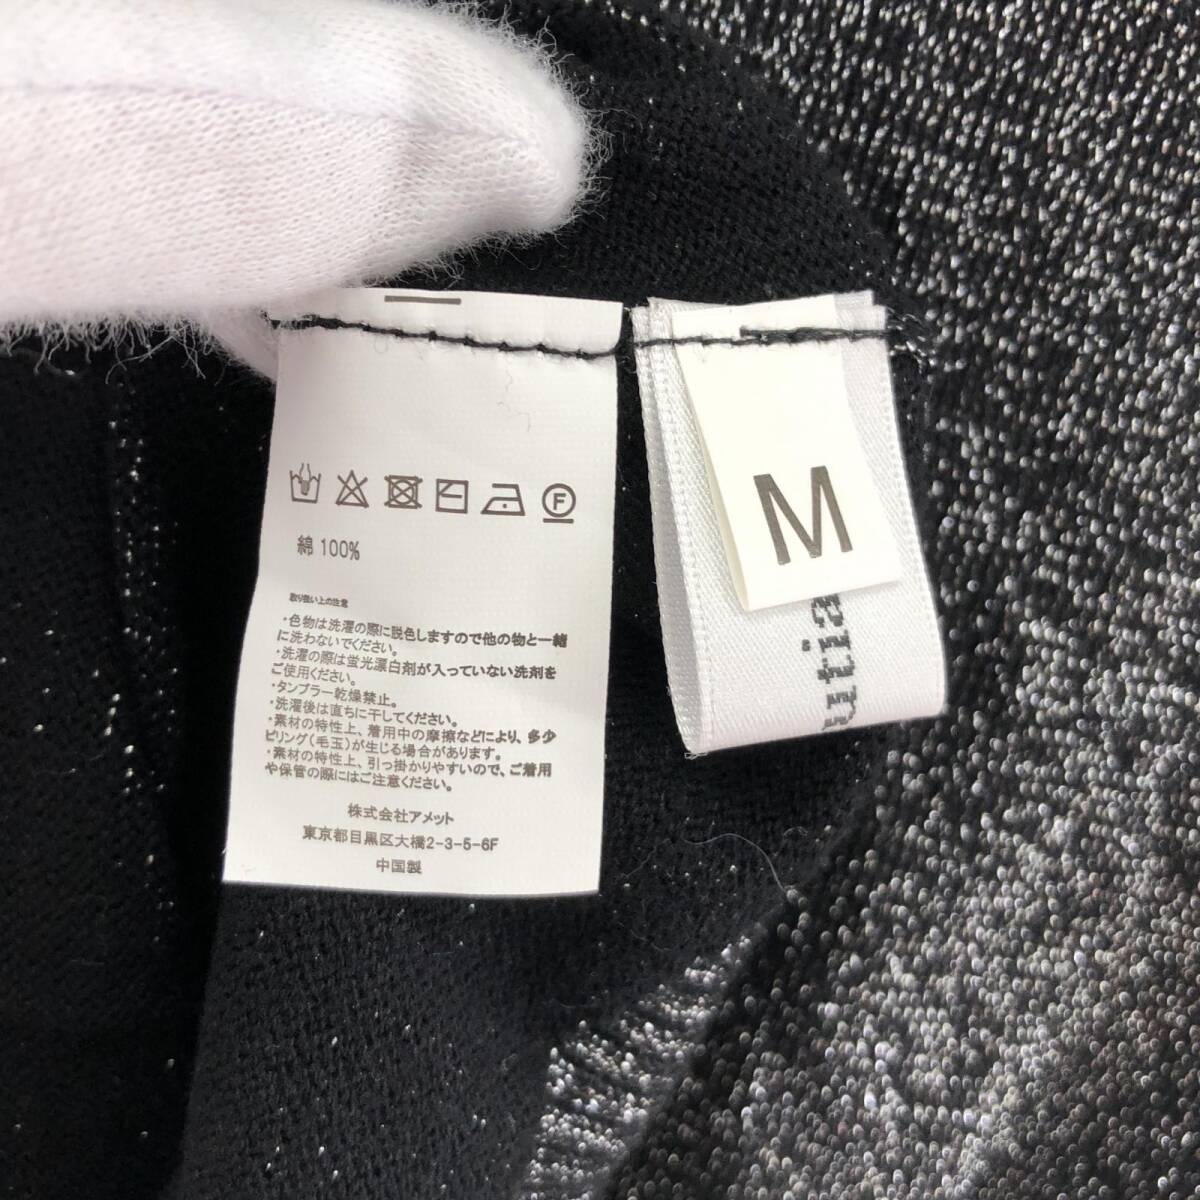 F
綿 100%
取り扱い上の注意
・色物は洗濯の際に脱色しますので他の物と一緒
に洗わないでください。
・洗濯の際は蛍光漂白剤が入っていない洗剤を
ご使用ください。
・タンブラー乾燥禁止。
・洗濯後は直ちに干してください。
・素材の特性上、着用中の摩擦などにより、多少
ピリング(毛玉)が生じる場合があります。
・素材の特性上、引っ掛かりやすいので、ご着用
や保管の際にはご注意ください。
株式会社アメット
東京都目黒区大橋2-3-5-6F
中国製
M